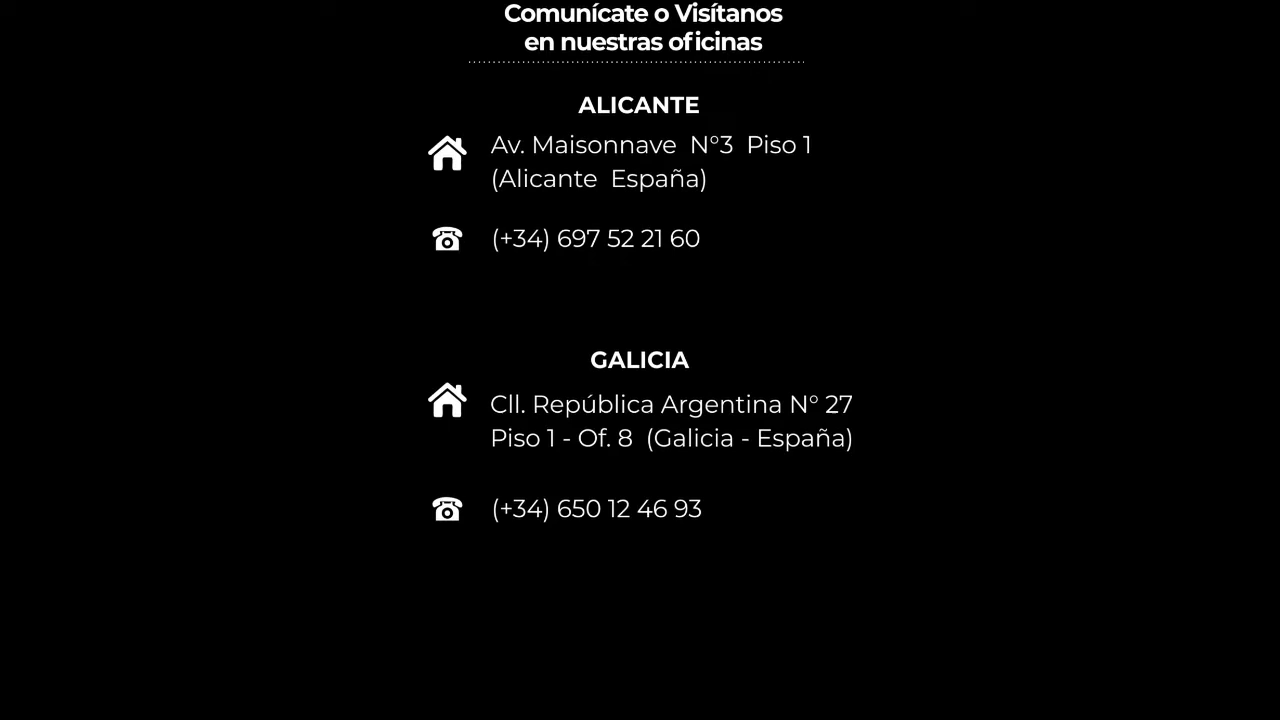 Comunícate o Visítanos
en nuestras oficinas
ALICANTE
Av. Maisonnave N°3 Piso 1
(Alicante España)
(+34) 697 52 21 60
GALICIA
Cll. República Argentina N° 27
Piso 1 - Of. 8 (Galicia - España)
(+34) 650 12 46 93